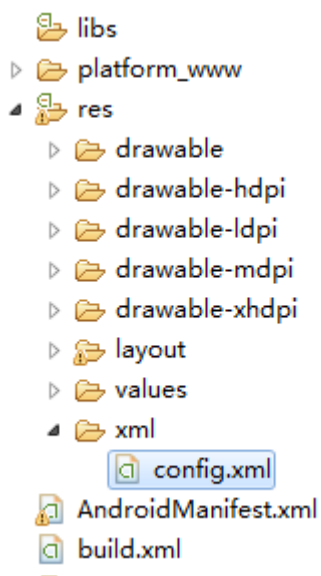 libs
platform_www
res
drawable
drawable-hdpi
drawable-ldpi
drawable-mdpi
drawable-xhdpi
layout
values
xml
config.xml
AndroidManifest.xml
build.xml